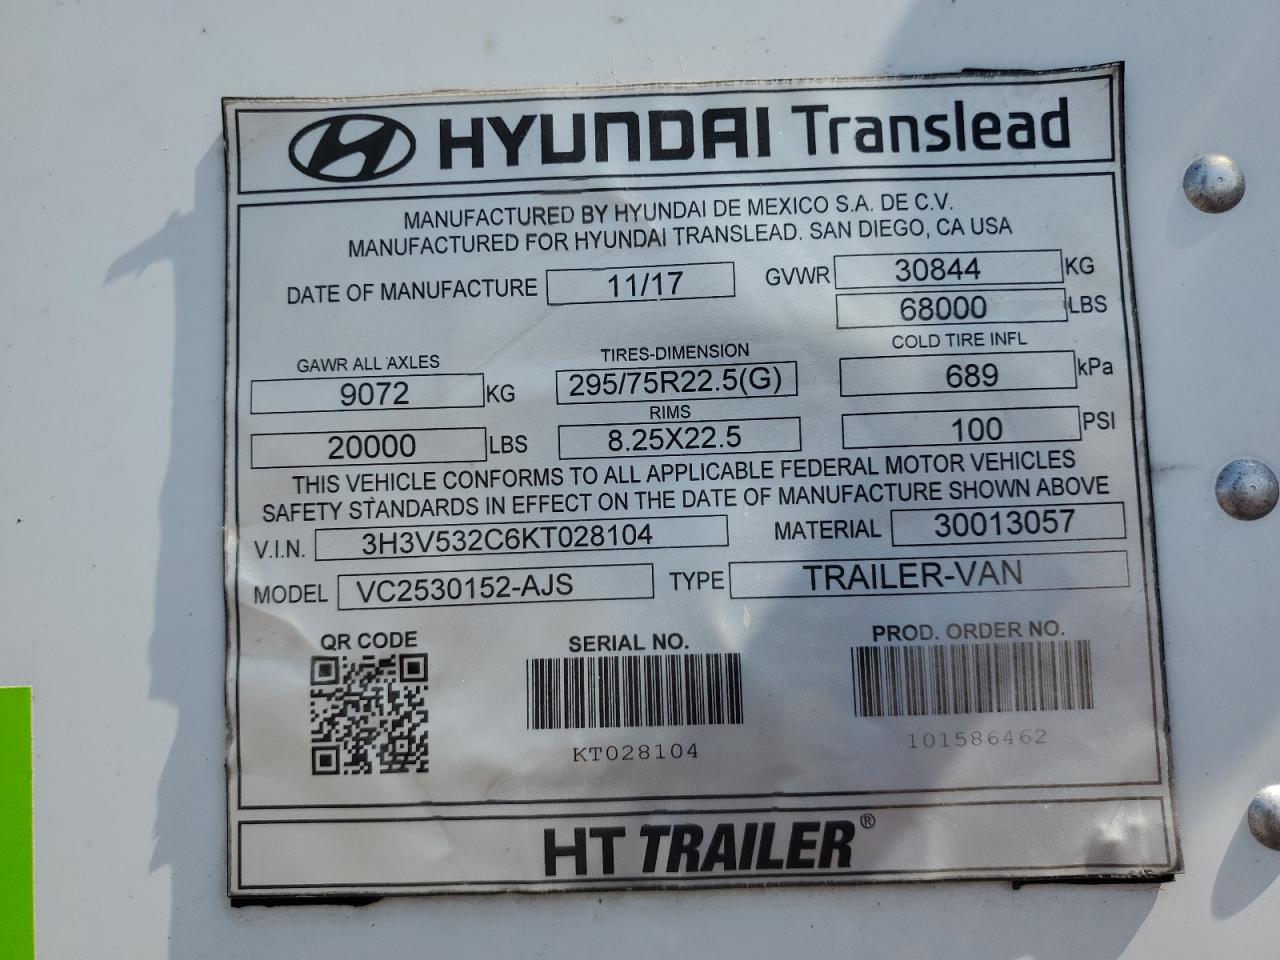 HYUNDAI Translead
MANUFACTURED BY HYUNDAI DE MEXICO S.A. DE C.V.
MANUFACTURED FOR HYUNDAI TRANSLEAD. SAN DIEGO, CA USA
DATE OF MANUFACTURE 11/17 GVWR 30844 KG
68000 LBS
GAWR ALL AXLES TIRES-DIMENSION COLD TIRE INFL
9072 KG 295/75R22.5(G) 689 kPa
RIMS
20000 LBS 8.25X22.5 100 PSI
THIS VEHICLE CONFORMS TO ALL APPLICABLE FEDERAL MOTOR VEHICLES
SAFETY STANDARDS IN EFFECT ON THE DATE OF MANUFACTURE SHOWN ABOVE
V.I.N. 3H3V532C6KT028104 MATERIAL 30013057
MODEL VC2530152-AJS TYPE TRAILER-VAN
QR CODE SERIAL NO. PROD. ORDER NO.
KT028104 101586462
HT TRAILER®